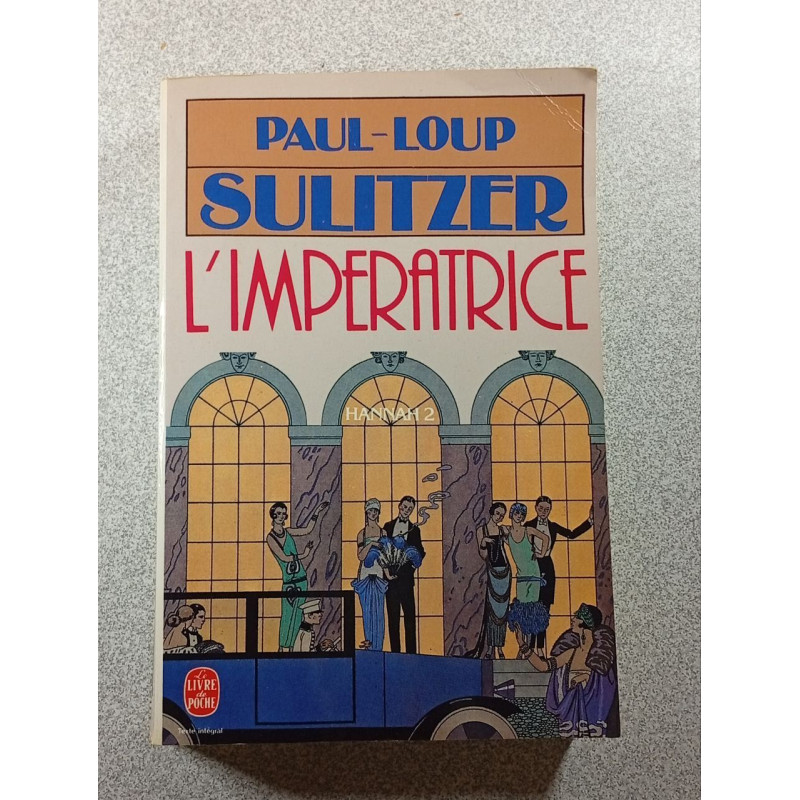 PAUL-LOUP
SULITZER
L'IMPERATRICE
HANNAH 2
Le
LIVRE
de
POCHE
Texte intégral